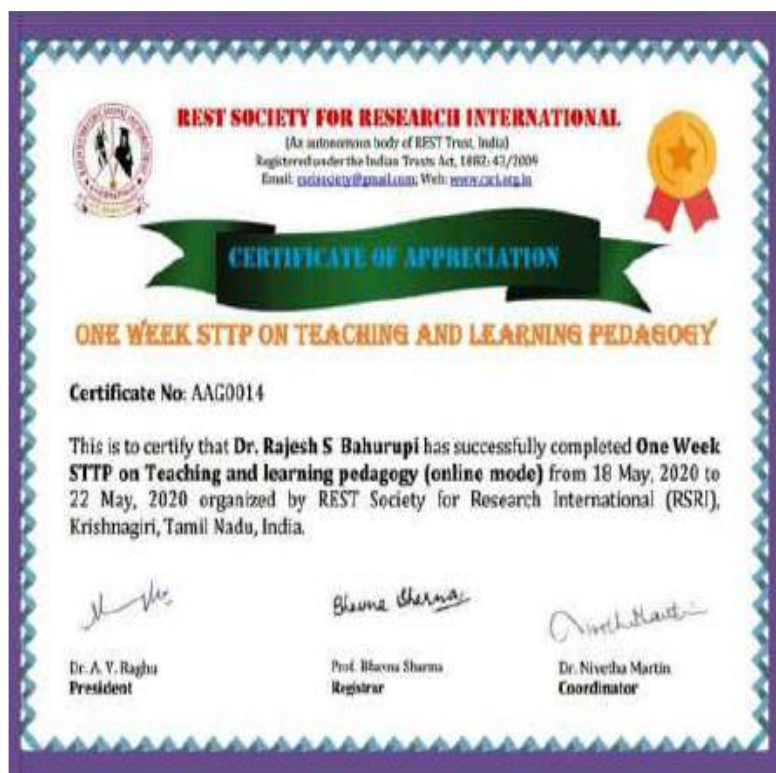 REST SOCIETY FOR RESEARCH INTERNATIONAL
(An autonomous body of REST Trust, India)
Registered under the Indian Trusts Act, 1882: 43/2009
Email: rsrisociety@gmail.com; Web: www.rsri.org.in
CERTIFICATE OF APPRECIATION
ONE WEEK STTP ON TEACHING AND LEARNING PEDAGOGY
Certificate No: AAG0014
This is to certify that Dr. Rajesh S Bahurupi has successfully completed One Week
STTP on Teaching and learning pedagogy (online mode) from 18 May, 2020 to
22 May, 2020 organized by REST Society for Research International (RSRI),
Krishnagiri, Tamil Nadu, India.
Bhavna Sharma
Dr. A. V. Raghu
President
Prof. Bhavna Sharma
Registrar
Dr. Nivetha Martin
Coordinator